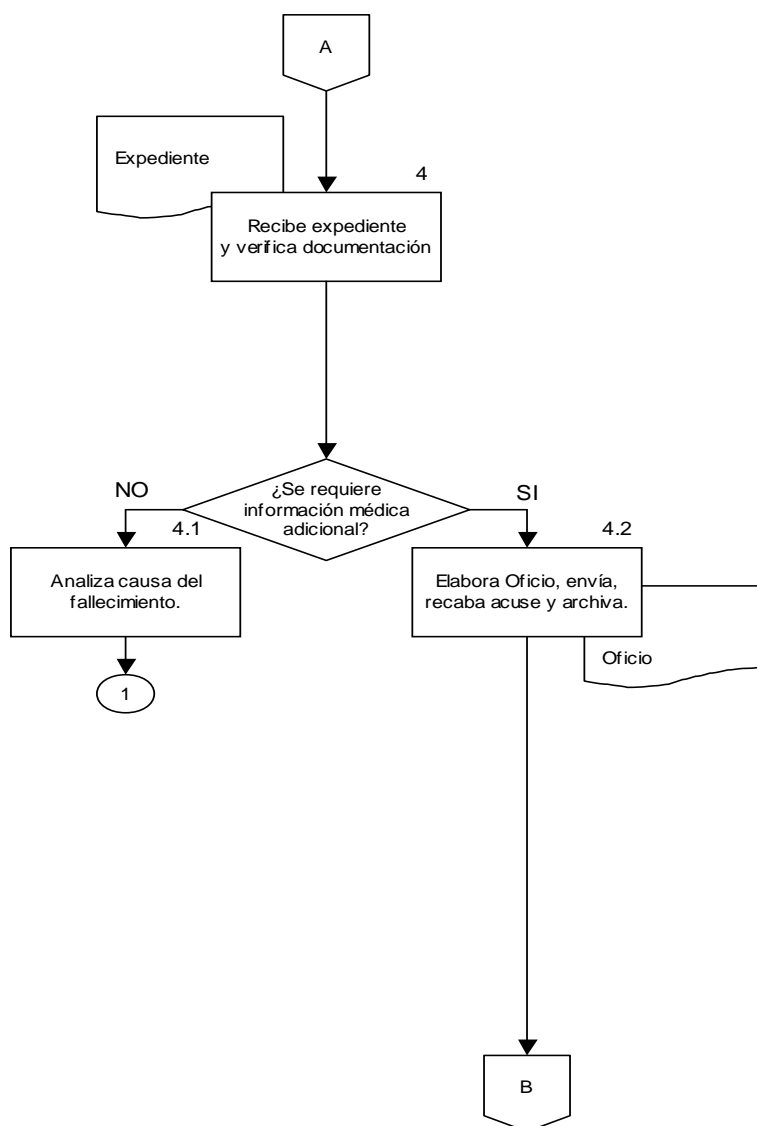 A
Expediente
4
Recibe expediente
y verifica documentación
¿Se requiere
información médica
adicional?
NO
SI
4.1
4.2
Analiza causa del
fallecimiento.
Elabora Oficio, envía,
recaba acuse y archiva.
Oficio
1
B